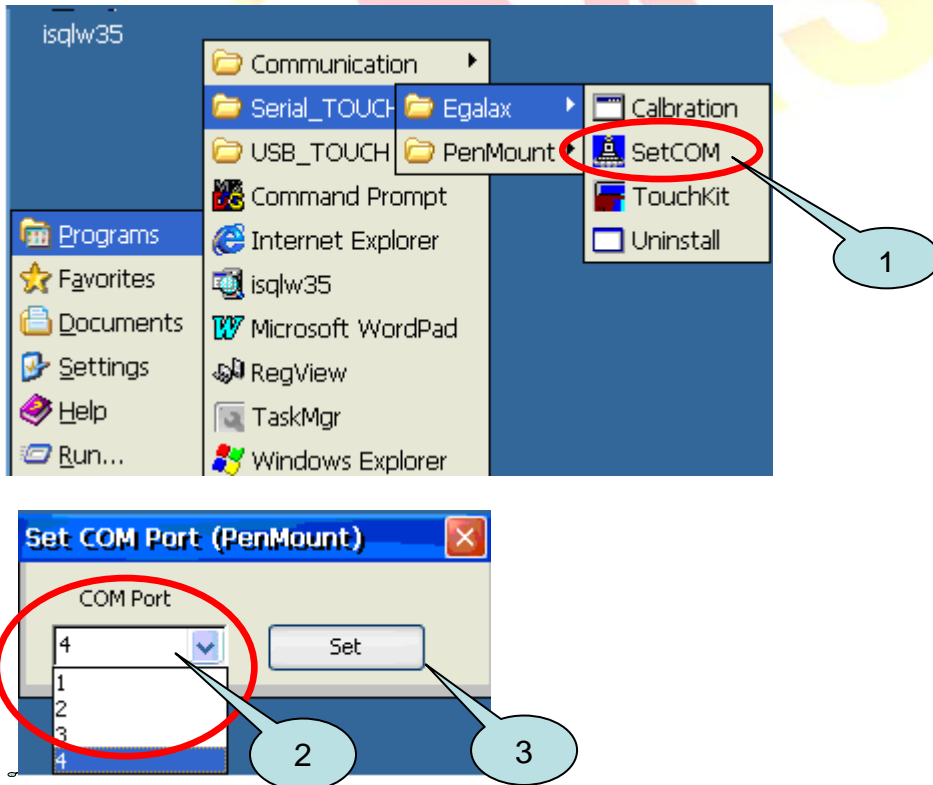 isqlw35
Communication
Serial_TOUCH
USB_TOUCH
Command Prompt
Internet Explorer
isqlw35
Microsoft WordPad
RegView
TaskMgr
Windows Explorer
Egalax
PenMount
Calbration
SetCOM
TouchKit
Uninstall
1
Programs
Favorites
Documents
Settings
Help
Run...
Set COM Port (PenMount)
COM Port
4
Set
1
2
3
4
2
3